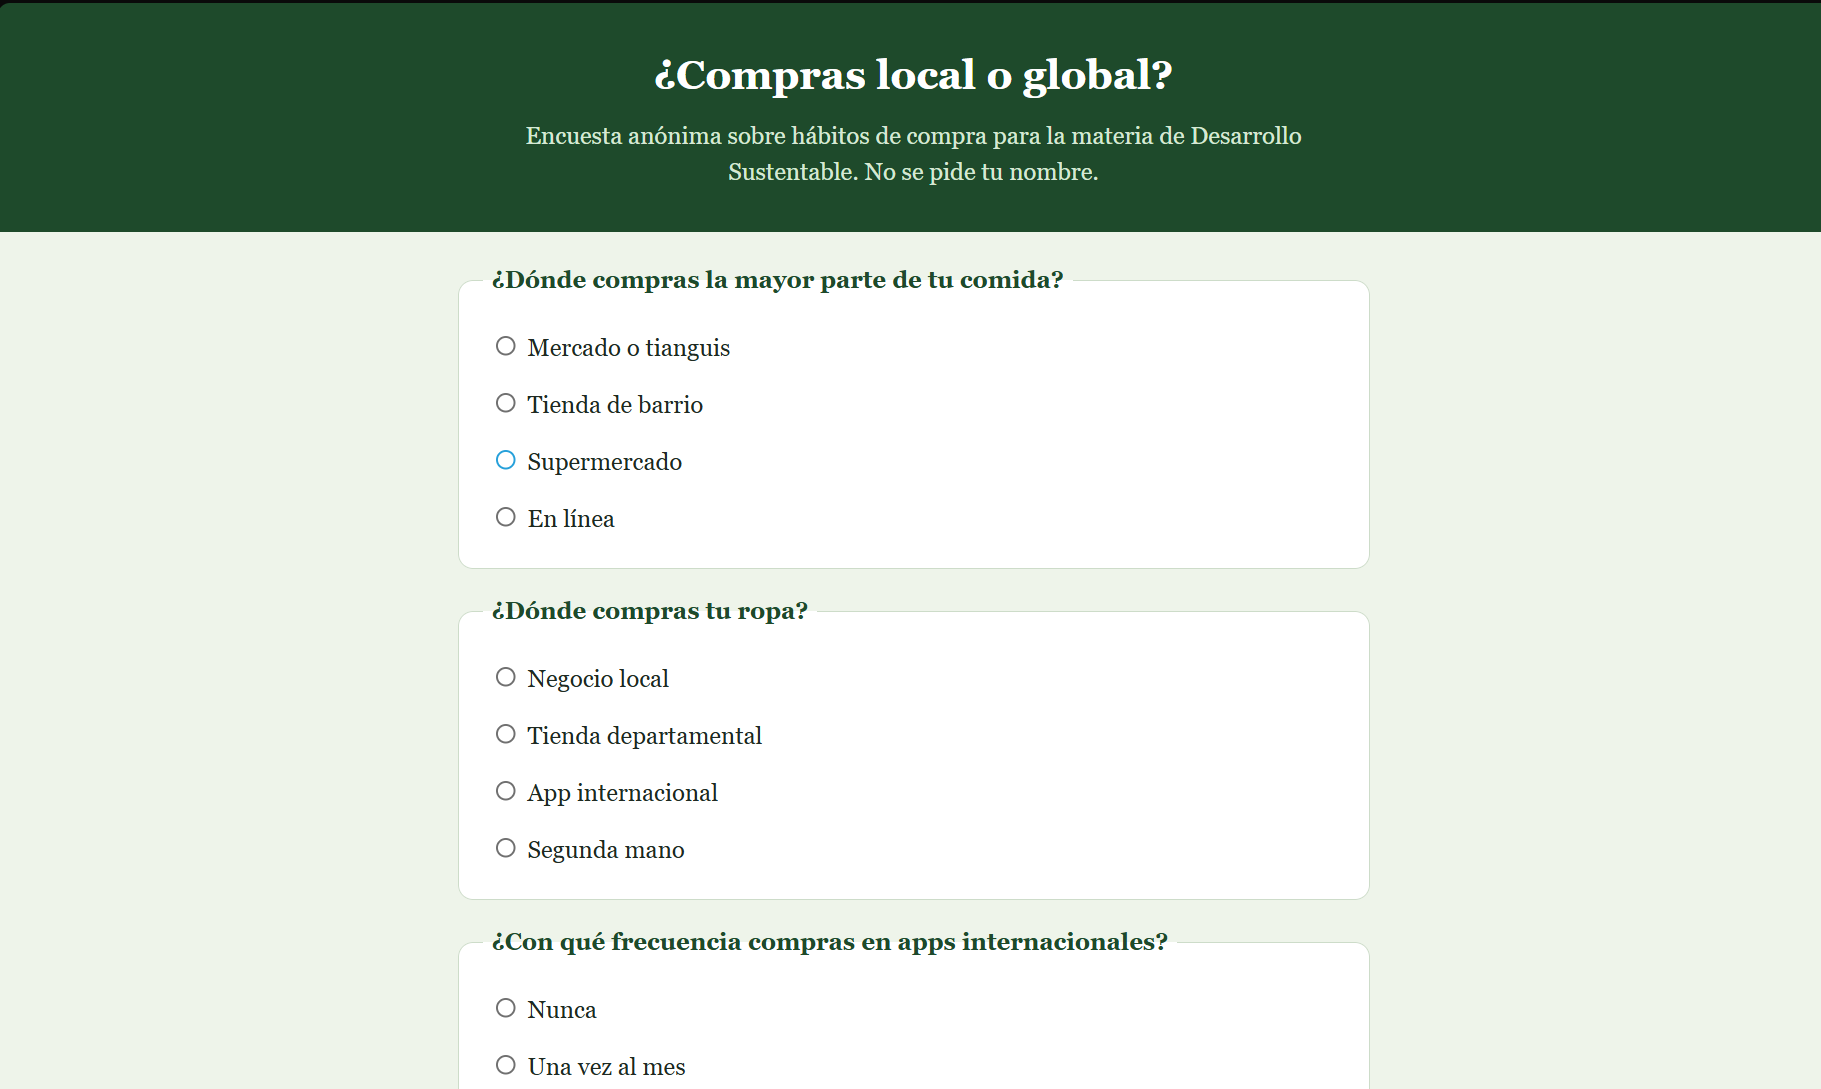 ¿Compras local o global?
Encuesta anónima sobre hábitos de compra para la materia de Desarrollo
Sustentable. No se pide tu nombre.
¿Dónde compras la mayor parte de tu comida?
Mercado o tianguis
Tienda de barrio
Supermercado
En línea
¿Dónde compras tu ropa?
Negocio local
Tienda departamental
App internacional
Segunda mano
¿Con qué frecuencia compras en apps internacionales?
Nunca
Una vez al mes